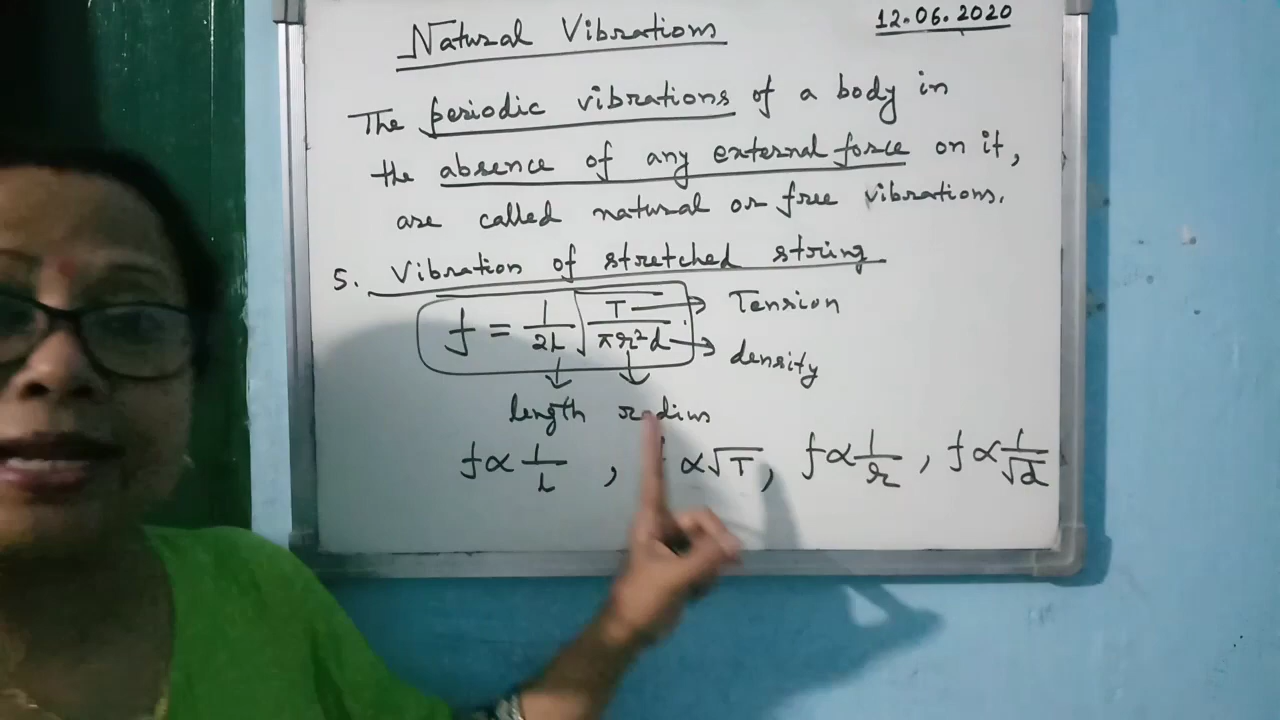 Natural Vibrations
12.06.2020
The periodic vibrations of a body in
the absence of any external force on it,
are called natural or free vibrations.
5. Vibration of stretched string
f = 1/2L √(T/πr²d) → Tension
→ density
length radius
f ∝ 1/L , f ∝ √T, f ∝ 1/r , f ∝ 1/√d